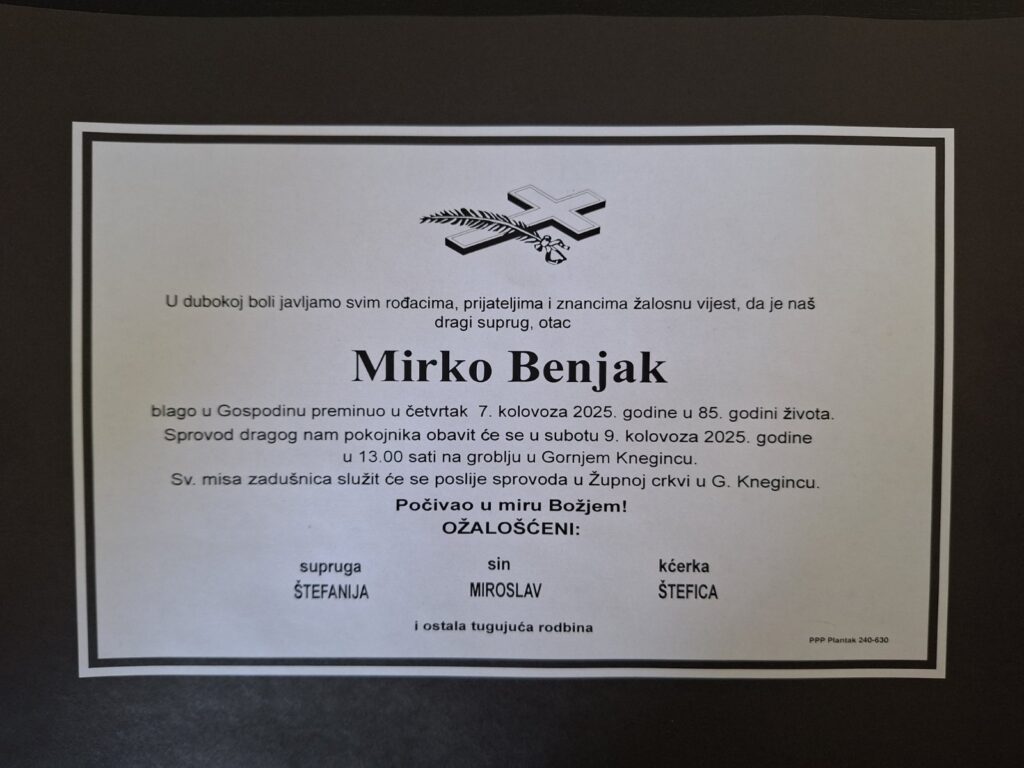 U dubokoj boli javljamo svim rođacima, prijateljima i znancima žalosnu vijest, da je naš
dragi suprug, otac
Mirko Benjak
blago u Gospodinu preminuo u četvrtak 7. kolovoza 2025. godine u 85. godini života.
Sprovod dragog nam pokojnika obavit će se u subotu 9. kolovoza 2025. godine
u 13.00 sati na groblju u Gornjem Knegincu.
Sv. misa zadušnica služit će se poslije sprovoda u Župnoj crkvi u G. Knegincu.
Počivao u miru Božjem!
OŽALOŠĆENI:
supruga sin kćerka
ŠTEFANIJA MIROSLAV ŠTEFICA
i ostala tugujuća rodbina
PPP Plantak 240-630